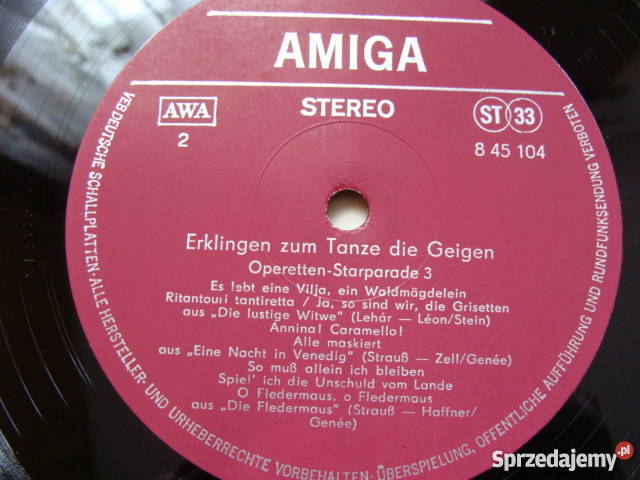 AMIGA
STEREO
AWA
2
ST 33
8 45 104
Erklingen zum Tanze die Geigen
Operetten-Starparade 3
Es lebt eine Vilja, ein Waldmägdelein
Ritantouri tantiretta / Ja, so sind wir, die Grisetten
aus „Die lustige Witwe" (Lehár — Léon/Stein)
Annina! Caramello!
Alle maskiert
aus „Eine Nacht in Venedig" (Strauß — Zell/Genée)
So muß allein ich bleiben
Spiel' ich die Unschuld vom Lande
O Fledermaus, o Fledermaus
aus „Die Fledermaus" (Strauß — Haffner/
Genée)
VEB DEUTSCHE SCHALLPLATTEN · ALLE HERSTELLER- UND URHEBERRECHTE VORBEHALTEN · ÜBERSPIELUNG, ÖFFENTLICHE AUFFÜHRUNG UND RUNDFUNKSENDUNG VERBOTEN
Sprzedajemy.pl